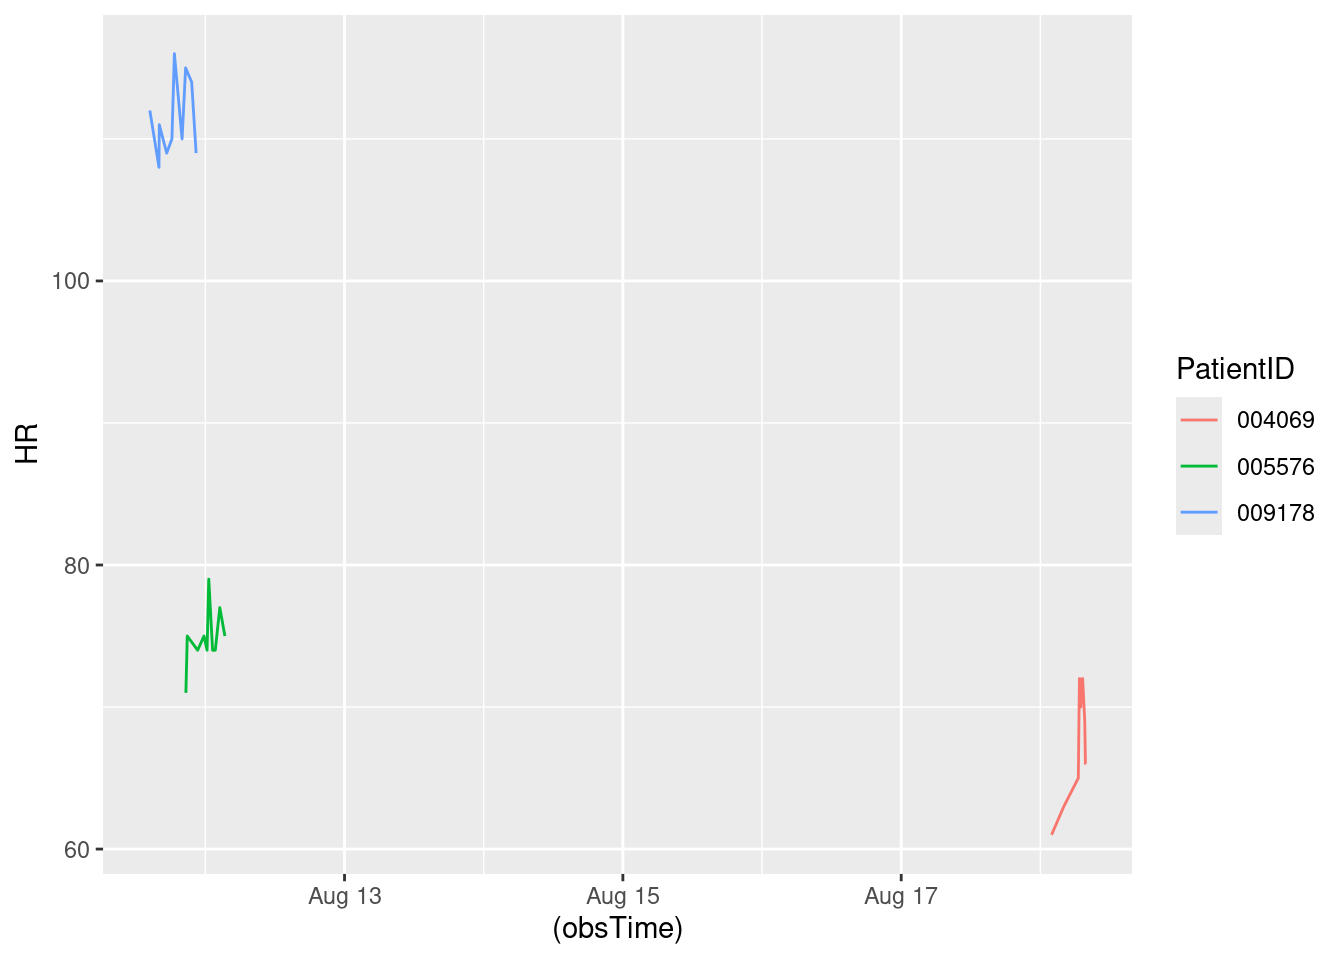 HR
100
80
60
Aug 13
Aug 15
Aug 17
(obsTime)
PatientID
004069
005576
009178